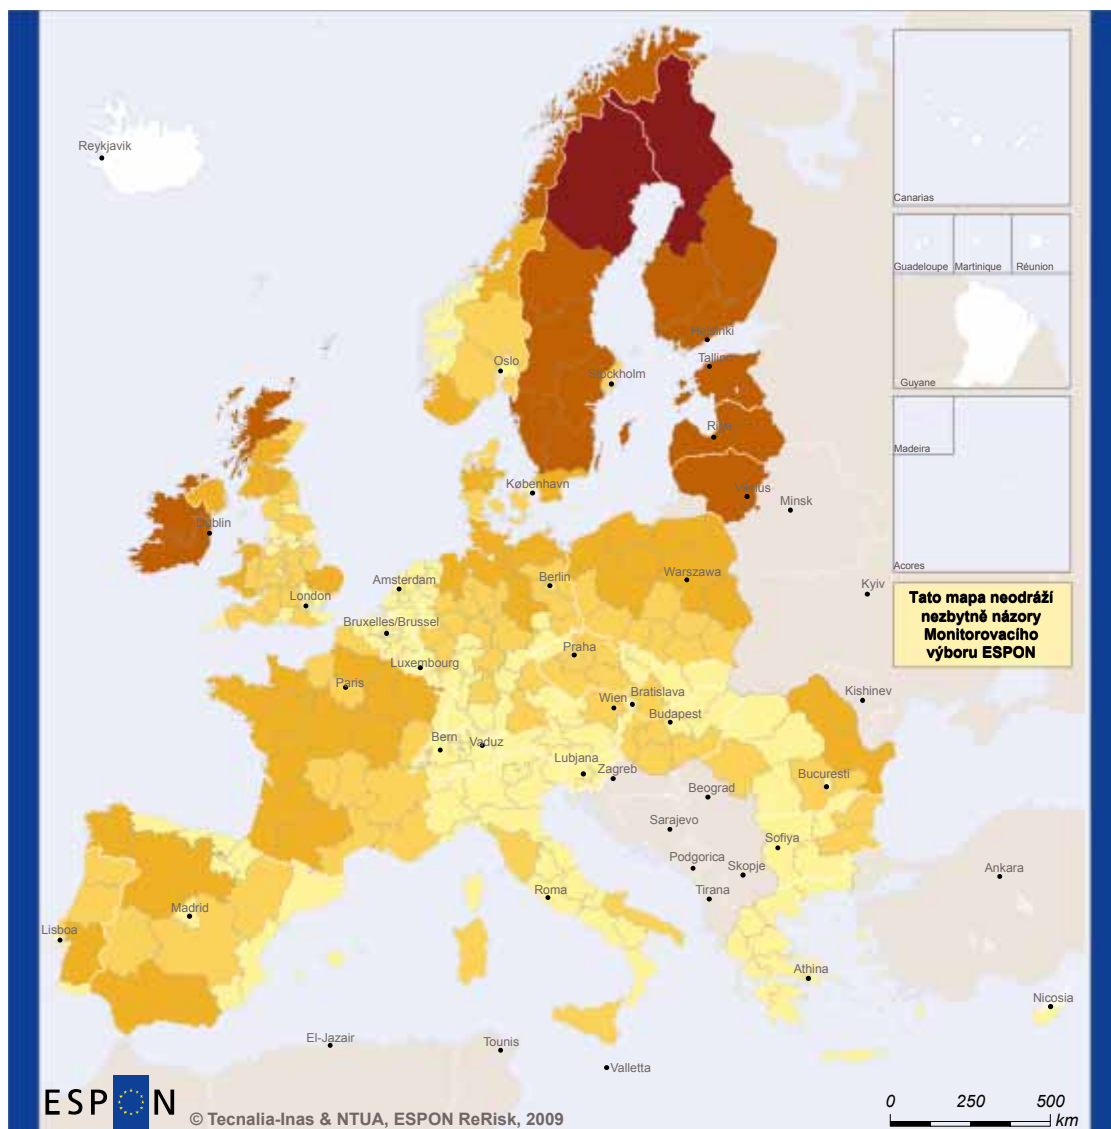 Reykjavik
Canarias
Guadeloupe
Martinique
Réunion
Guyane
Madeira
Acores
Helsinki
Tallinn
Oslo
Stockholm
Riga
København
Vilnius
Minsk
Dublin
Amsterdam
Berlin
Warszawa
Kyiv
London
Bruxelles/Brussel
Tato mapa neodráží
nezbytně názory
Monitorovacího
výboru ESPON
Praha
Luxembourg
Paris
Wien
Bratislava
Kishinev
Budapest
Bern
Vaduz
Lubjana
Zagreb
Bucuresti
Beograd
Sarajevo
Sofiya
Podgorica
Skopje
Ankara
Roma
Tirana
Madrid
Lisboa
Athina
Nicosia
El-Jazair
Tounis
Valletta
ESPON
© Tecnalia-Inas & NTUA, ESPON ReRisk, 2009
0 250 500
km